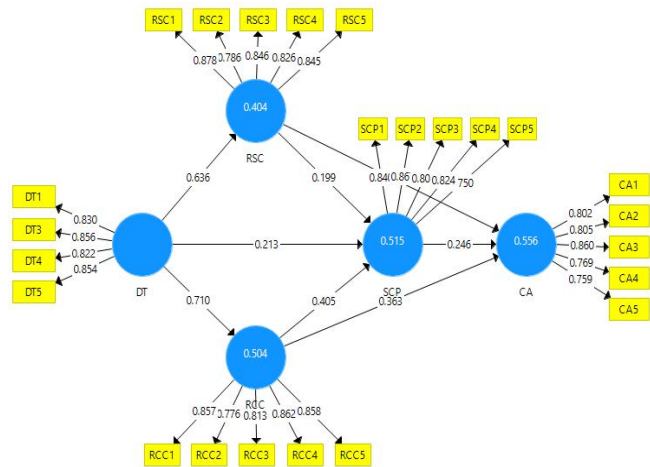 RSC1 RSC2 RSC3 RSC4 RSC5
0.878 0.786 0.846 0.826 0.845
0.404
RSC
SCP1 SCP2 SCP3 SCP4 SCP5
0.824 750
0.636
0.199
DT1
DT3
DT4
DT5
0.830
0.856
0.822
0.854
DT
0.213
0.515
SCP
0.246
0.556
CA
0.802
0.805
0.860
0.769
0.759
CA1
CA2
CA3
CA4
CA5
0.710
0.405
0.363
0.504
RCC
0.857 0.776 0.813 0.862 0.858
RCC1 RCC2 RCC3 RCC4 RCC5